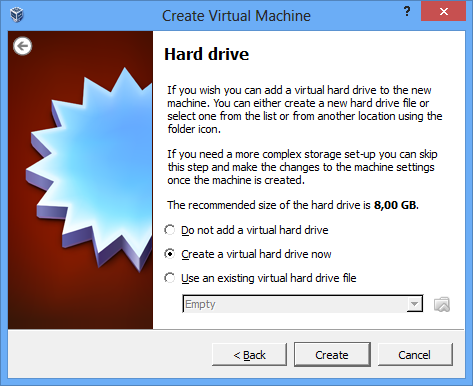 Create Virtual Machine
?
Hard drive
If you wish you can add a virtual hard drive to the new
machine. You can either create a new hard drive file or
select one from the list or from another location using the
folder icon.
If you need a more complex storage set-up you can skip
this step and make the changes to the machine settings
once the machine is created.
The recommended size of the hard drive is 8,00 GB.
Do not add a virtual hard drive
Create a virtual hard drive now
Use an existing virtual hard drive file
Empty
< Back
Create
Cancel